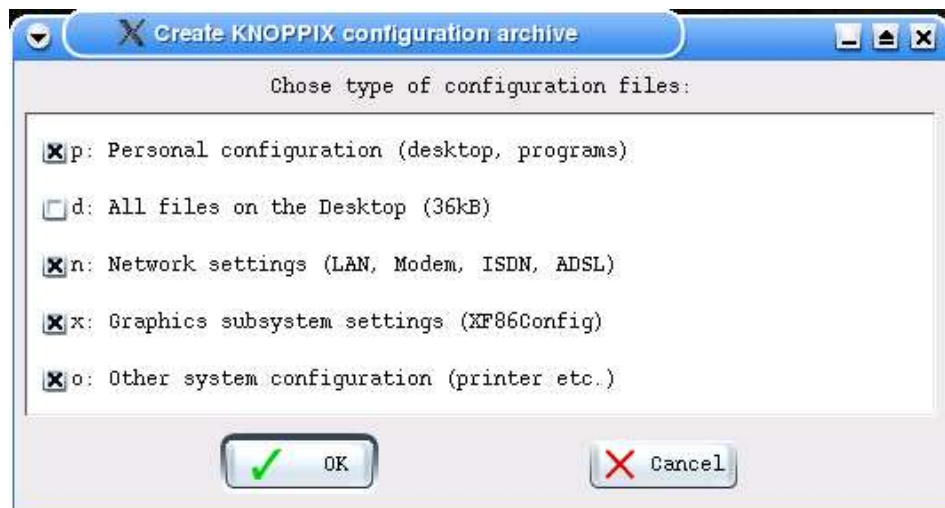 Create KNOPPIX configuration archive
Chose type of configuration files:
p: Personal configuration (desktop, programs)
d: All files on the Desktop (36kB)
n: Network settings (LAN, Modem, ISDN, ADSL)
x: Graphics subsystem settings (XF86Config)
o: Other system configuration (printer etc.)
OK
Cancel